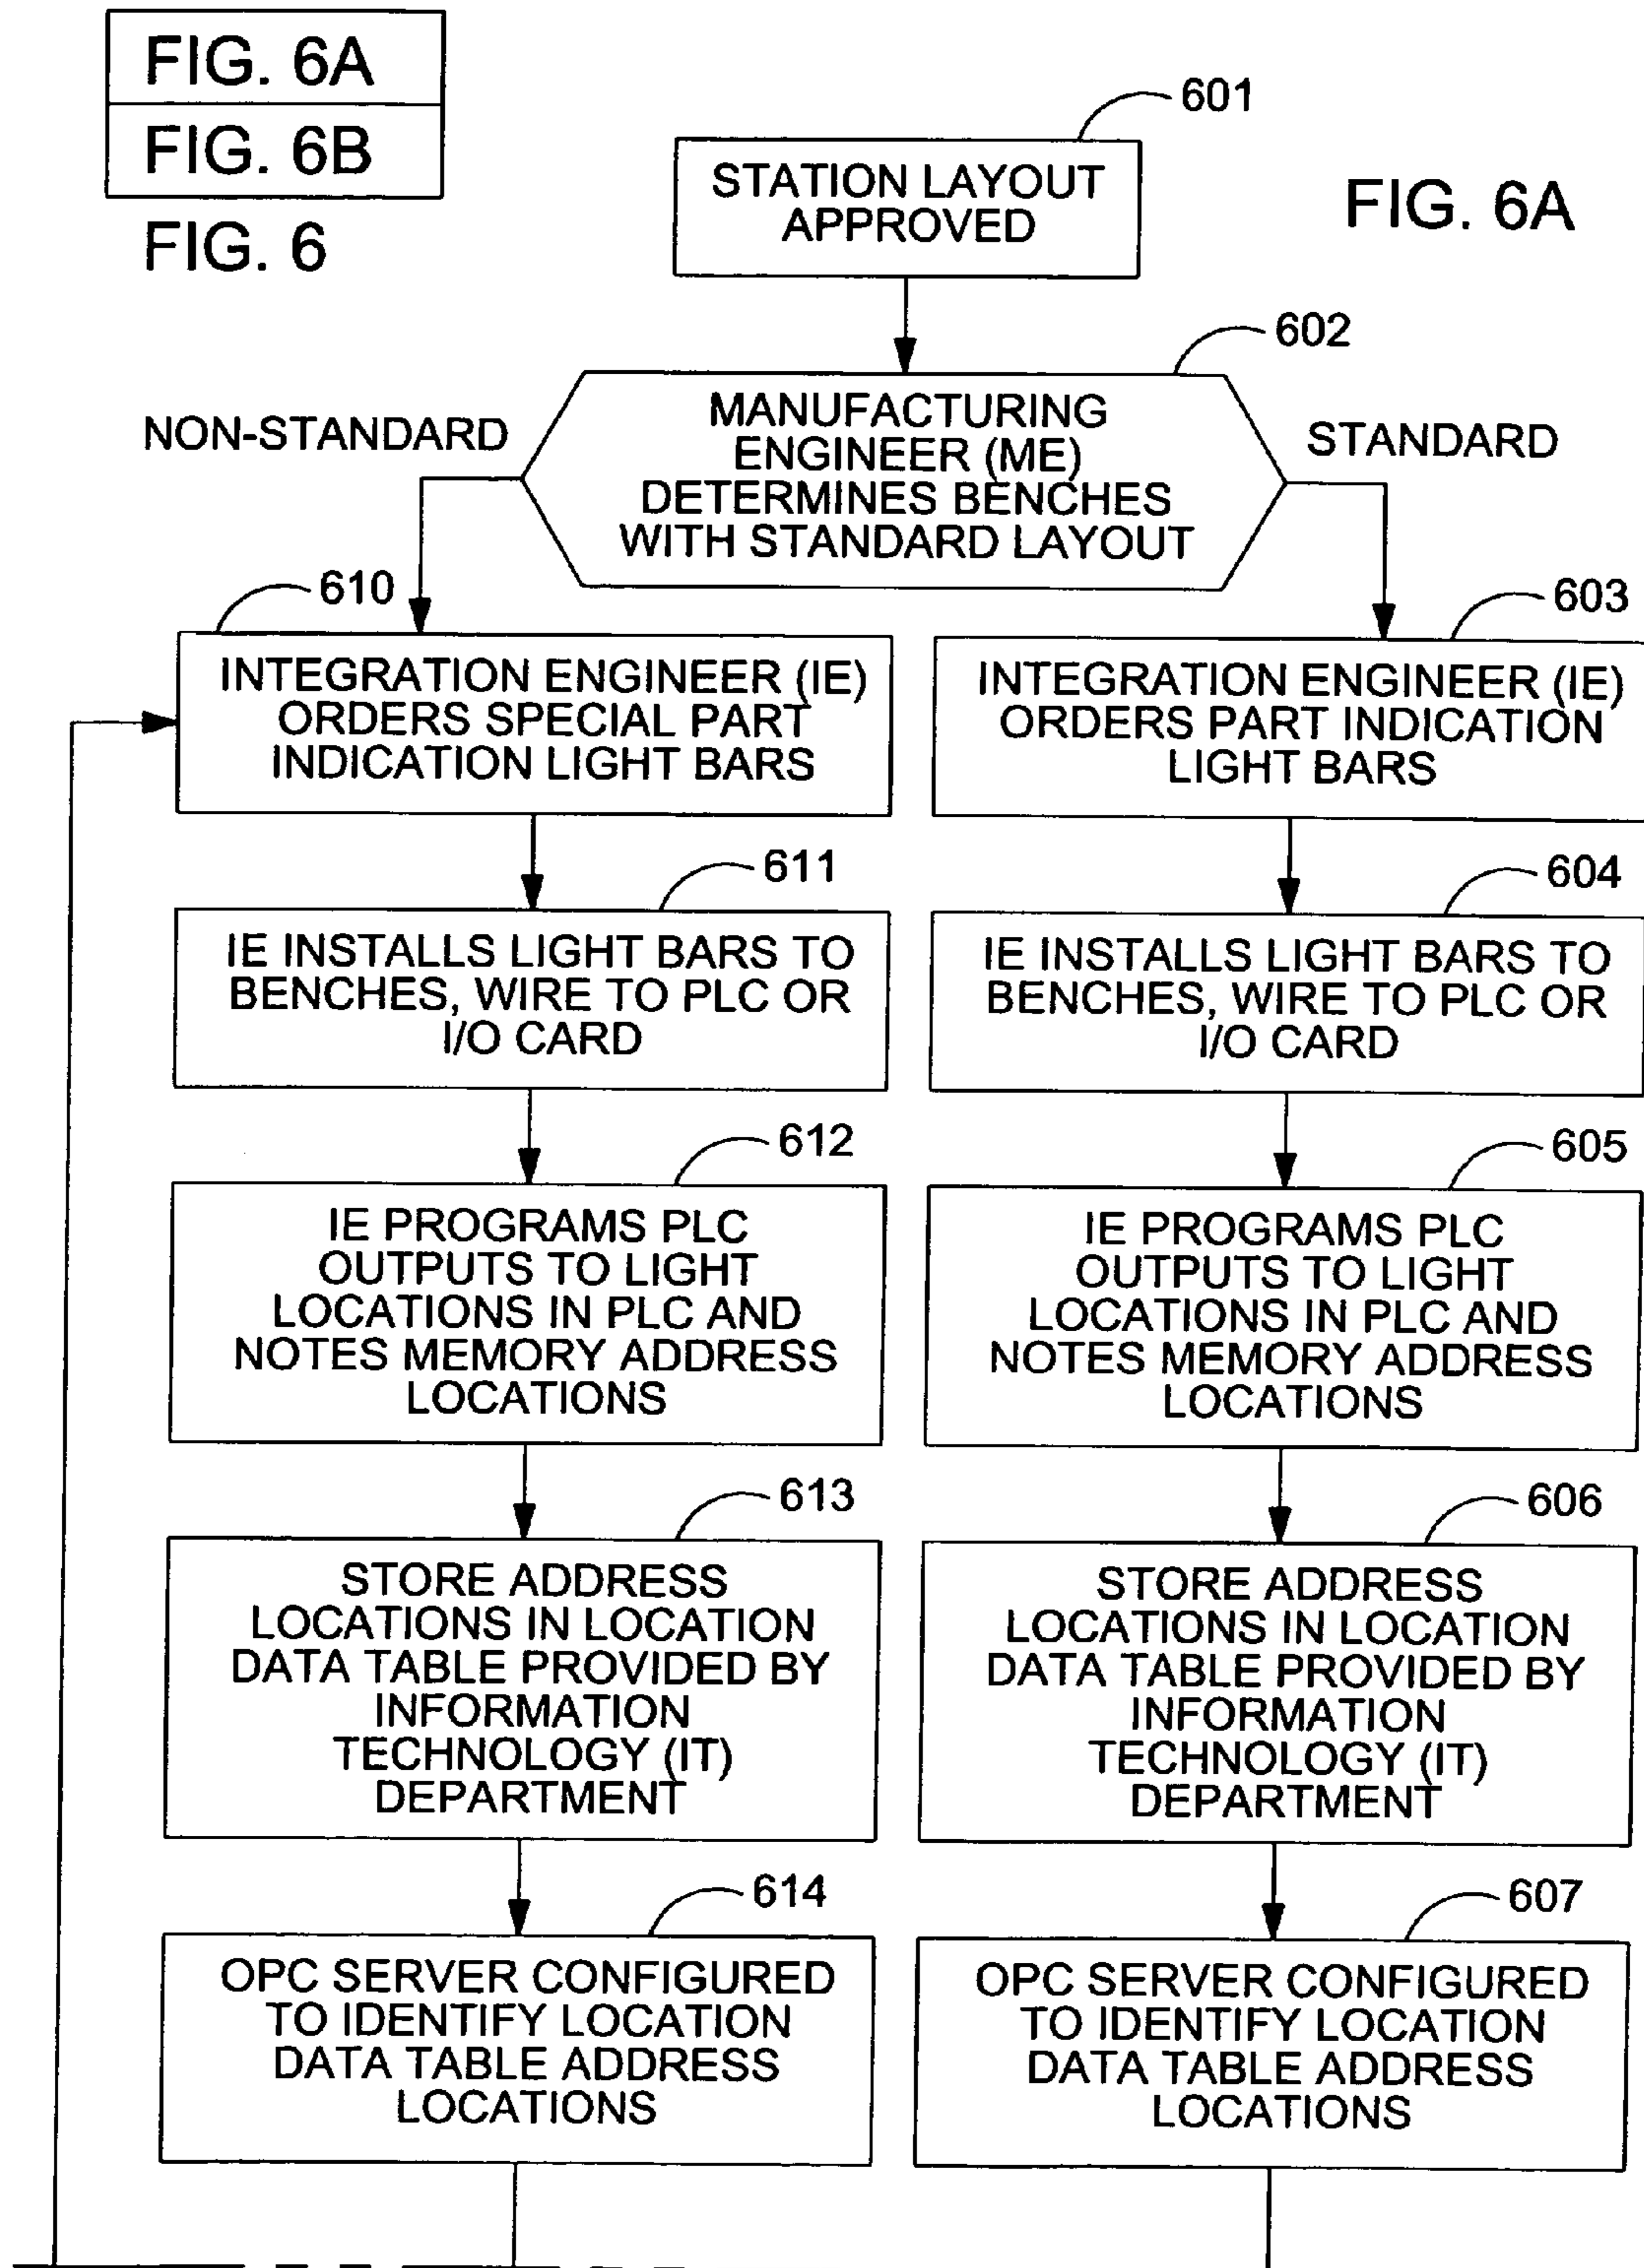 FIG. 6A
FIG. 6B
FIG. 6
FIG. 6A
601
STATION LAYOUT
APPROVED
602
MANUFACTURING
ENGINEER (ME)
DETERMINES BENCHES
WITH STANDARD LAYOUT
NON-STANDARD
STANDARD
610
INTEGRATION ENGINEER (IE)
ORDERS SPECIAL PART
INDICATION LIGHT BARS
603
INTEGRATION ENGINEER (IE)
ORDERS PART INDICATION
LIGHT BARS
611
IE INSTALLS LIGHT BARS TO
BENCHES, WIRE TO PLC OR
I/O CARD
604
IE INSTALLS LIGHT BARS TO
BENCHES, WIRE TO PLC OR
I/O CARD
612
IE PROGRAMS PLC
OUTPUTS TO LIGHT
LOCATIONS IN PLC AND
NOTES MEMORY ADDRESS
LOCATIONS
605
IE PROGRAMS PLC
OUTPUTS TO LIGHT
LOCATIONS IN PLC AND
NOTES MEMORY ADDRESS
LOCATIONS
613
STORE ADDRESS
LOCATIONS IN LOCATION
DATA TABLE PROVIDED BY
INFORMATION
TECHNOLOGY (IT)
DEPARTMENT
606
STORE ADDRESS
LOCATIONS IN LOCATION
DATA TABLE PROVIDED BY
INFORMATION
TECHNOLOGY (IT)
DEPARTMENT
614
OPC SERVER CONFIGURED
TO IDENTIFY LOCATION
DATA TABLE ADDRESS
LOCATIONS
607
OPC SERVER CONFIGURED
TO IDENTIFY LOCATION
DATA TABLE ADDRESS
LOCATIONS